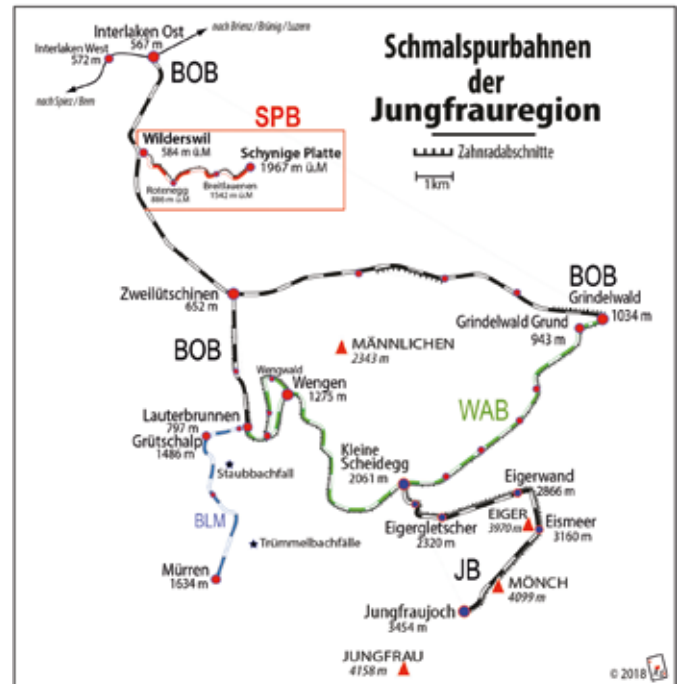 nach Brienz / Brünig / Luzern
Interlaken Ost
567 m
Interlaken West
572 m
nach Spiez / Bern
BOB
Schmalspurbahnen
der
Jungfrauregion
Zahnradabschnitte
1km
SPB
Wilderswil
584 m ü.M
Schynige Platte
1967 m ü.M
Rotenegg
886 m ü.M
Breitlauenen
1542 m ü.M
Zweilütschinen
652 m
BOB
Grindelwald
1034 m
Grindelwald Grund
943 m
BOB
MÄNNLICHEN
2343 m
Wengwald
Wengen
1275 m
WAB
Lauterbrunnen
797 m
Grütschalp
1486 m
Staubbachfall
Kleine
Scheidegg
2061 m
Eigerwand
2866 m
EIGER
3970 m
Eigergletscher
2320 m
Eismeer
3160 m
BLM
Trümmelbachfälle
Mürren
1634 m
JB
MÖNCH
4099 m
Jungfraujoch
3454 m
JUNGFRAU
4158 m
© 2018